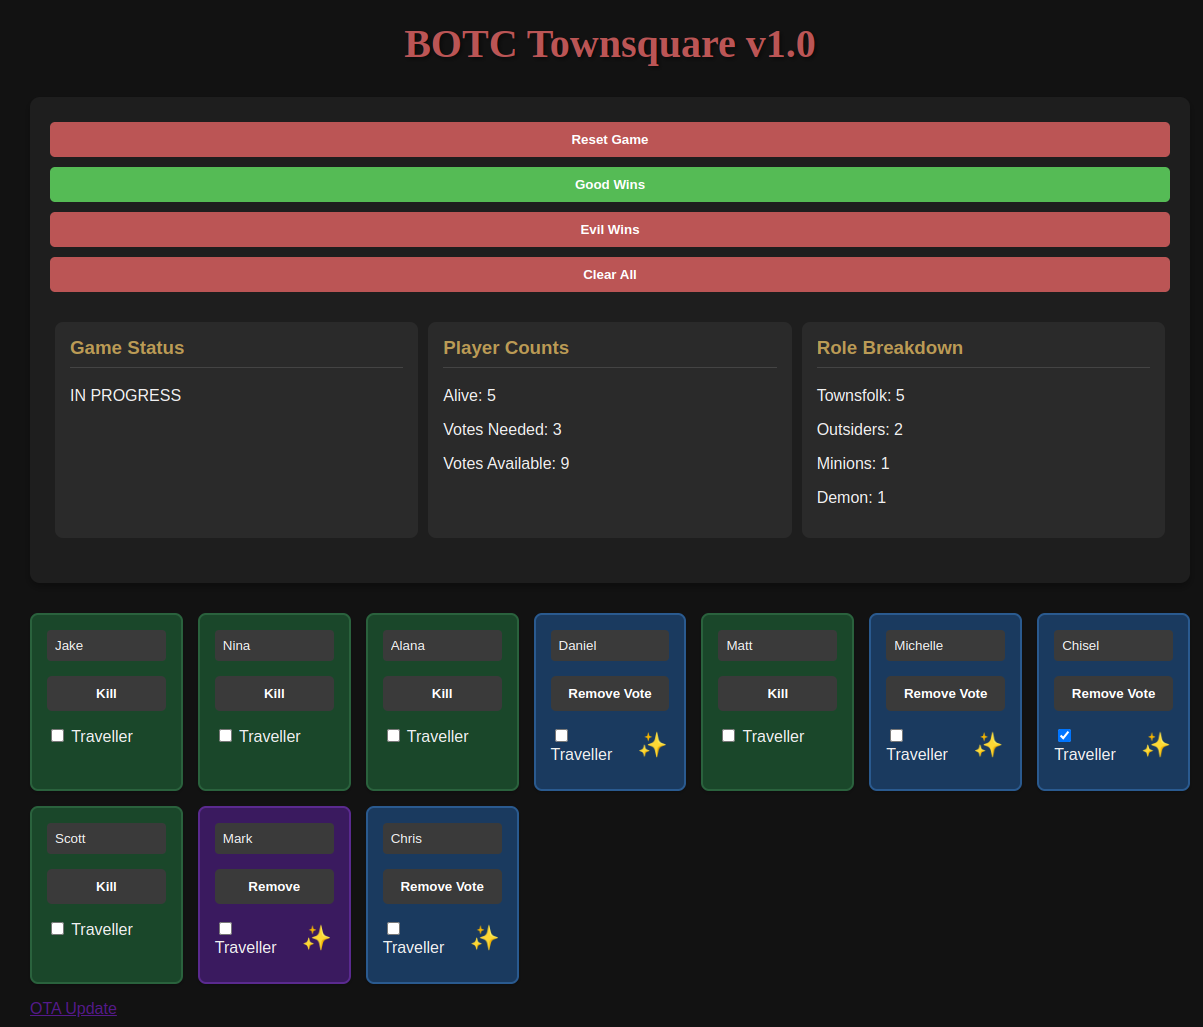 BOTC Townsquare v1.0
Reset Game
Good Wins
Evil Wins
Clear All
Game Status
IN PROGRESS
Player Counts
Alive: 5
Votes Needed: 3
Votes Available: 9
Role Breakdown
Townsfolk: 5
Outsiders: 2
Minions: 1
Demon: 1
Jake
Kill
Traveller
Nina
Kill
Traveller
Alana
Kill
Traveller
Daniel
Remove Vote
Traveller
Matt
Kill
Traveller
Michelle
Remove Vote
Traveller
Chisel
Remove Vote
Traveller
Scott
Kill
Traveller
Mark
Remove
Traveller
Chris
Remove Vote
Traveller
OTA Update